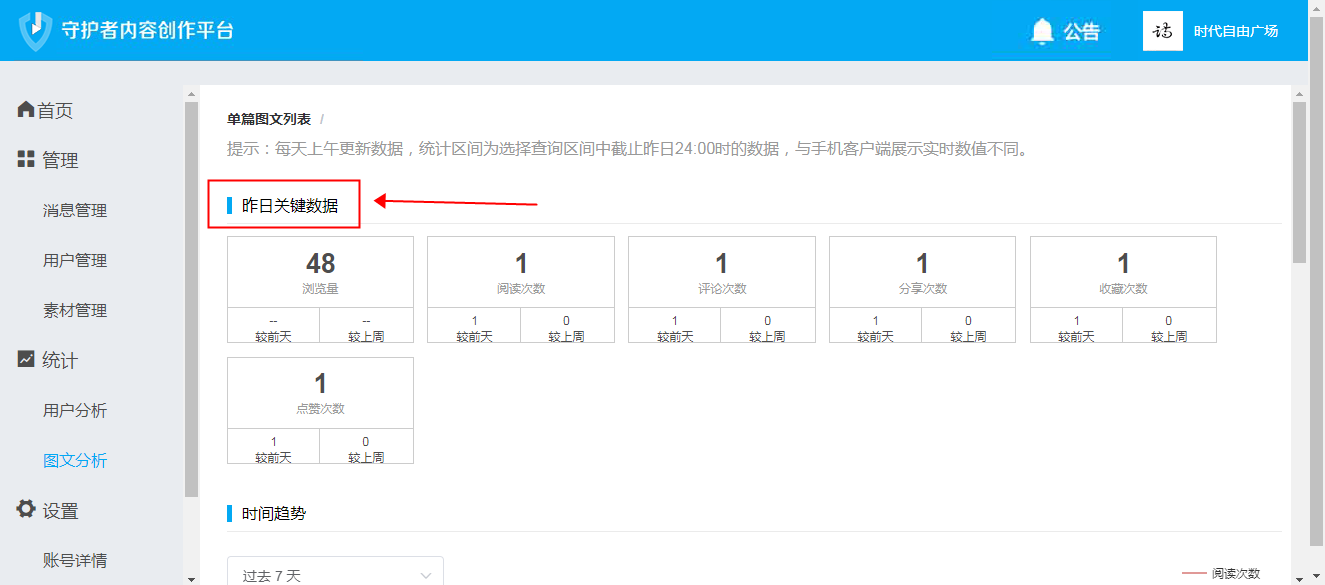 守护者内容创作平台
公告
时代自由广场
首页
管理
消息管理
用户管理
素材管理
统计
用户分析
图文分析
设置
账号详情
单篇图文列表 /
提示：每天上午更新数据，统计区间为选择查询区间中截止昨日24:00时的数据，与手机客户端展示实时数值不同。
昨日关键数据
48
浏览量
--
较前天
--
较上周
1
阅读次数
1
较前天
0
较上周
1
评论次数
1
较前天
0
较上周
1
分享次数
1
较前天
0
较上周
1
收藏次数
1
较前天
0
较上周
1
点赞次数
1
较前天
0
较上周
时间趋势
过去 7 天
阅读次数